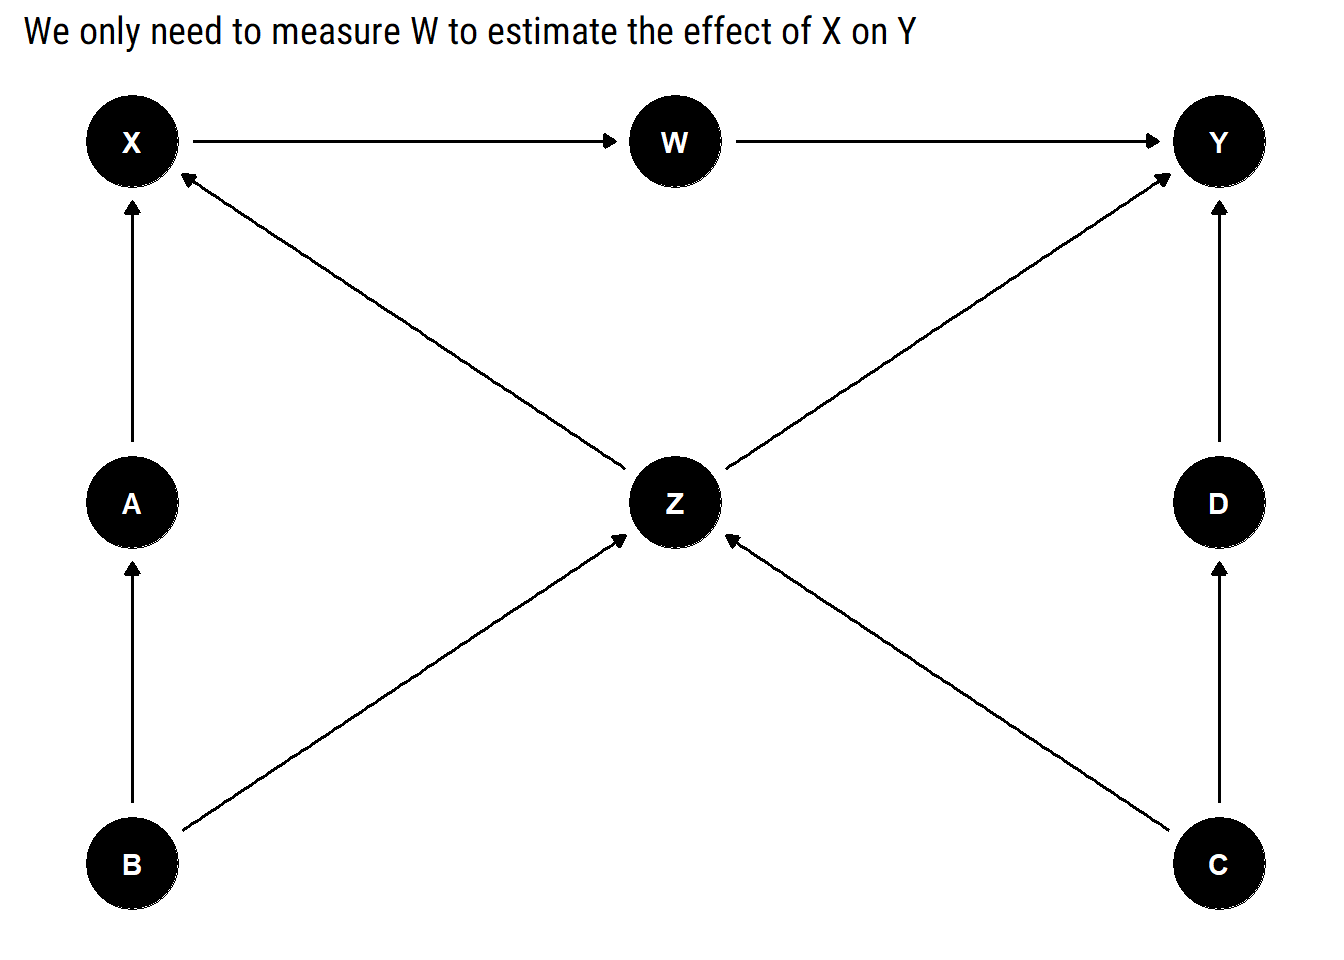 We only need to measure W to estimate the effect of X on Y
X
W
Y
A
Z
D
B
C